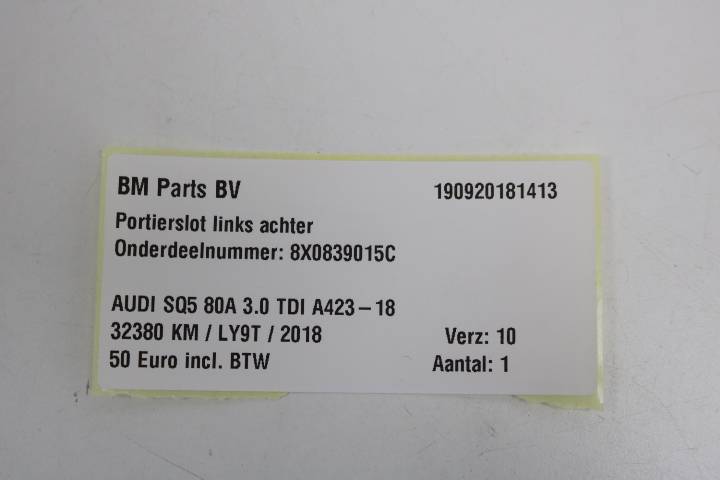 BM Parts BV 190920181413
Portierslot links achter
Onderdeelnummer: 8X0839015C
AUDI SQ5 80A 3.0 TDI A423-18
32380 KM / LY9T / 2018 Verz: 10
50 Euro incl. BTW Aantal: 1